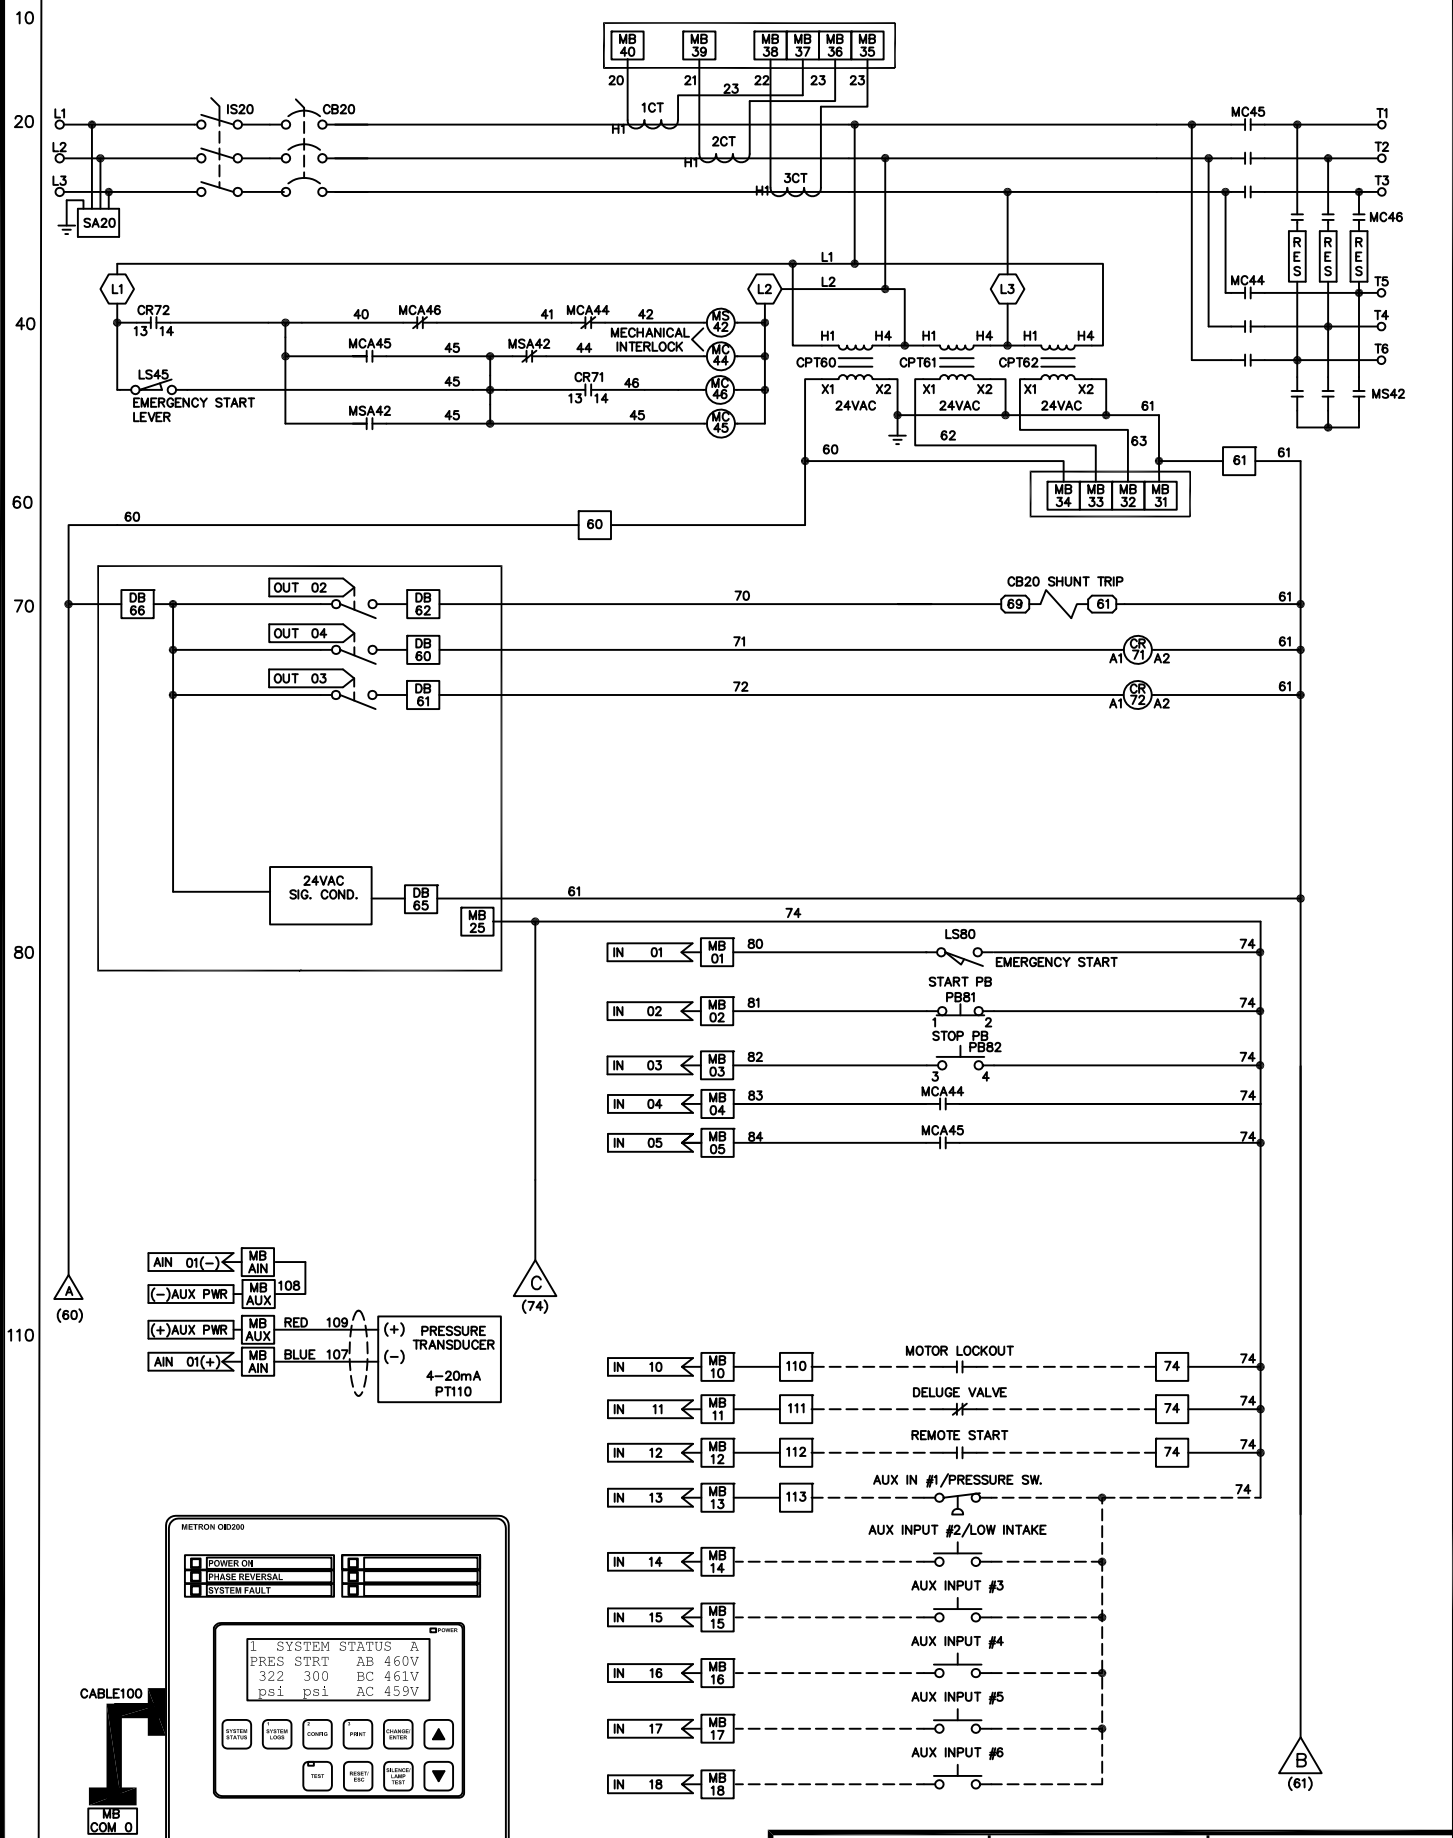 10
MB 40
MB 39
MB 38
MB 37
MB 36
MB 35
20 21 22 23 23
23
1CT
H1
2CT
H1
3CT
H1
20
L1
L2
L3
IS20
CB20
SA20
MC45
T1
T2
T3
MC46
RES
RES
RES
MC44
T5
T4
T6
MS42
L1
L2
L1
L2
L3
40
CR72
13 14
40
MCA46
41
MCA44
42
MS 42
MECHANICAL
INTERLOCK
MCA45
45
MSA42
44
MC 44
LS45
EMERGENCY START
LEVER
45
CR71
13 14
46
MC 46
MSA42
45
45
MC 45
H1 H4 H1 H4 H1 H4
CPT60 CPT61 CPT62
X1 X2 X1 X2 X1 X2
24VAC 24VAC 24VAC
61
62
63
60
61
61
MB 34
MB 33
MB 32
MB 31
60
60
60
70
DB 66
OUT 02
DB 62
70
CB20 SHUNT TRIP
69
61
61
OUT 04
DB 60
71
A1
CR 71
A2
61
OUT 03
DB 61
72
A1
CR 72
A2
61
24VAC
SIG. COND.
DB 65
61
MB 25
74
80
IN 01
MB 01
80
LS80
EMERGENCY START
74
START PB
PB81
IN 02
MB 02
81
1 2
74
STOP PB
PB82
IN 03
MB 03
82
3 4
74
IN 04
MB 04
83
MCA44
74
IN 05
MB 05
84
MCA45
74
A
(60)
C
(74)
AIN 01(-)
MB AIN
(-)AUX PWR
MB AUX
108
110
(+)AUX PWR
MB AUX
RED 109
(+)
AIN 01(+)
MB AIN
BLUE 107
(-)
PRESSURE
TRANSDUCER
4-20mA
PT110
IN 10
MB 10
110
MOTOR LOCKOUT
74
74
IN 11
MB 11
111
DELUGE VALVE
74
74
IN 12
MB 12
112
REMOTE START
74
74
IN 13
MB 13
113
AUX IN #1/PRESSURE SW.
74
AUX INPUT #2/LOW INTAKE
IN 14
MB 14
AUX INPUT #3
IN 15
MB 15
AUX INPUT #4
IN 16
MB 16
AUX INPUT #5
IN 17
MB 17
AUX INPUT #6
IN 18
MB 18
B
(61)
METRON OID200
POWER ON
PHASE REVERSAL
SYSTEM FAULT
POWER
1 SYSTEM STATUS A
PRES STRT AB 460V
322 300 BC 461V
psi psi AC 459V
SYSTEM STATUS
1 SYSTEM LOGS
2 CONFIG
3 PRINT
CHANGE/ ENTER
TEST
RESET/ ESC
SILENCE/ LAMP TEST
CABLE100
MB
COM 0